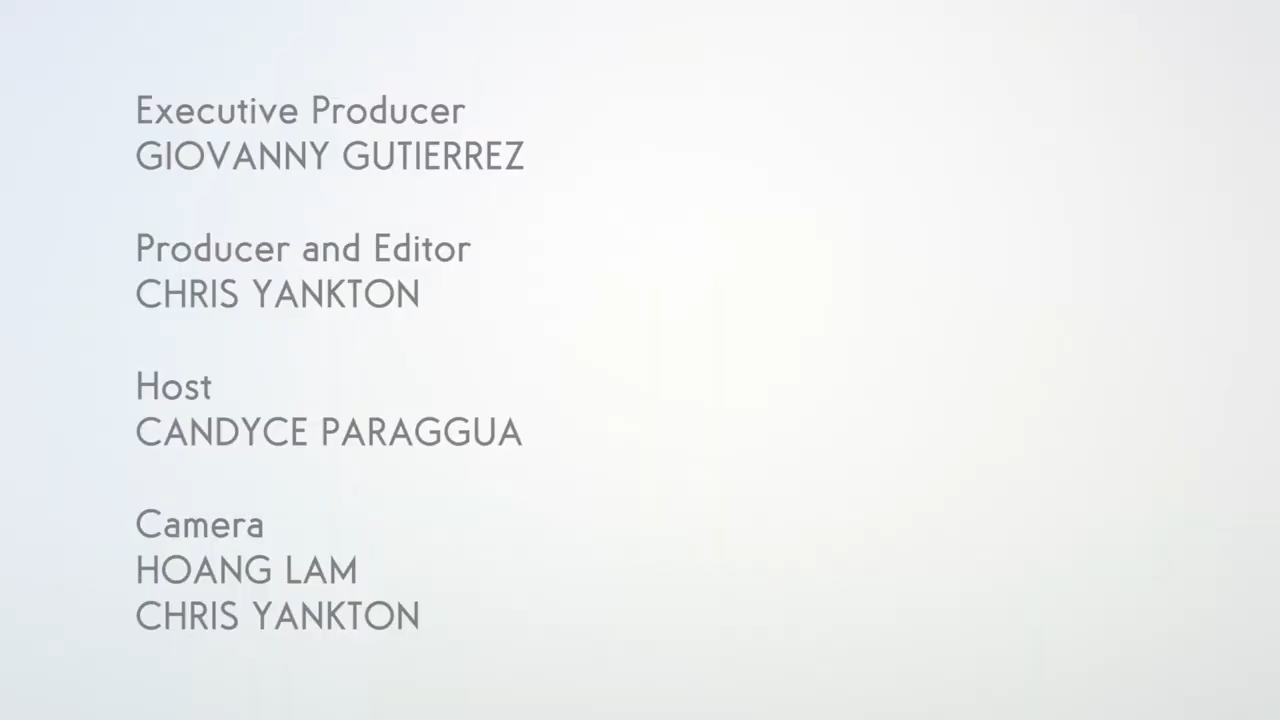 Executive Producer
GIOVANNY GUTIERREZ
Producer and Editor
CHRIS YANKTON
Host
CANDYCE PARAGGUA
Camera
HOANG LAM
CHRIS YANKTON